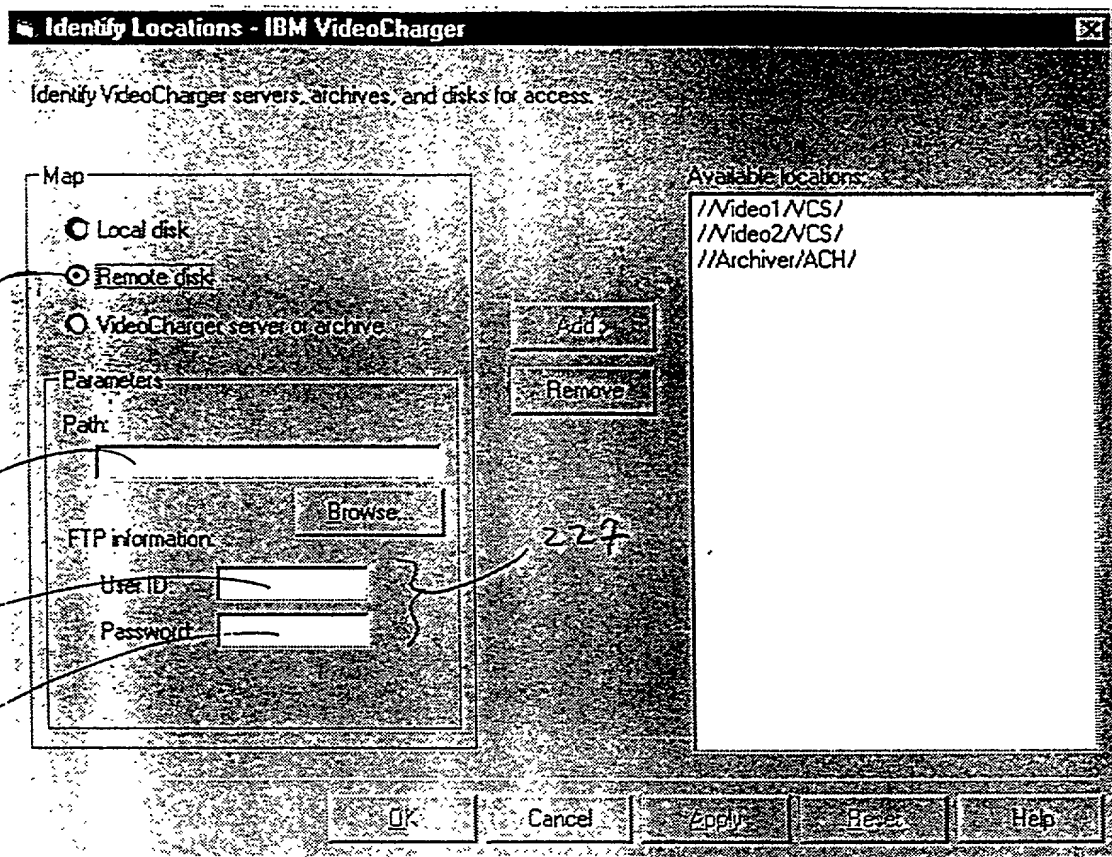 Identify Locations - IBM VideoCharger
Identify VideoCharger servers, archives, and disks for access.
Map
Local disk
Remote disk
VideoCharger server or archive
Parameters
Path:
Browse...
FTP information:
User ID:
Password:
227
Add >
Remove
Available locations:
//Video1/VCS/
//Video2/VCS/
//Archiver/ACH/
OK
Cancel
Apply
Reset
Help